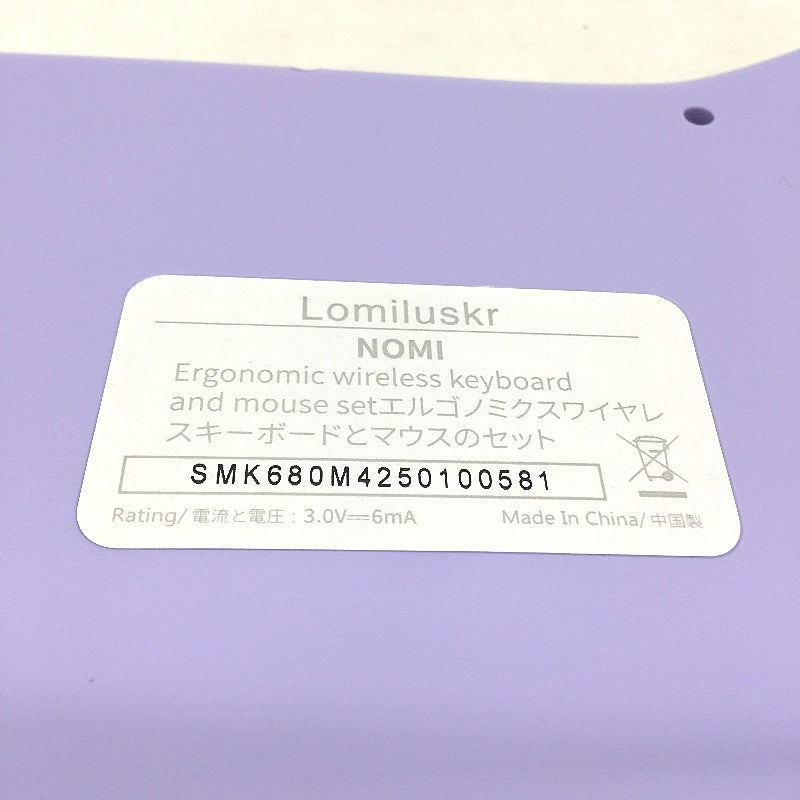 Lomiluskr
NOMI
Ergonomic wireless keyboard
and mouse setエルゴノミクスワイヤレ
スキーボードとマウスのセット
SMK680M4250100581
Rating/ 電流と電圧 : 3.0V⎓6mA Made In China/ 中国製